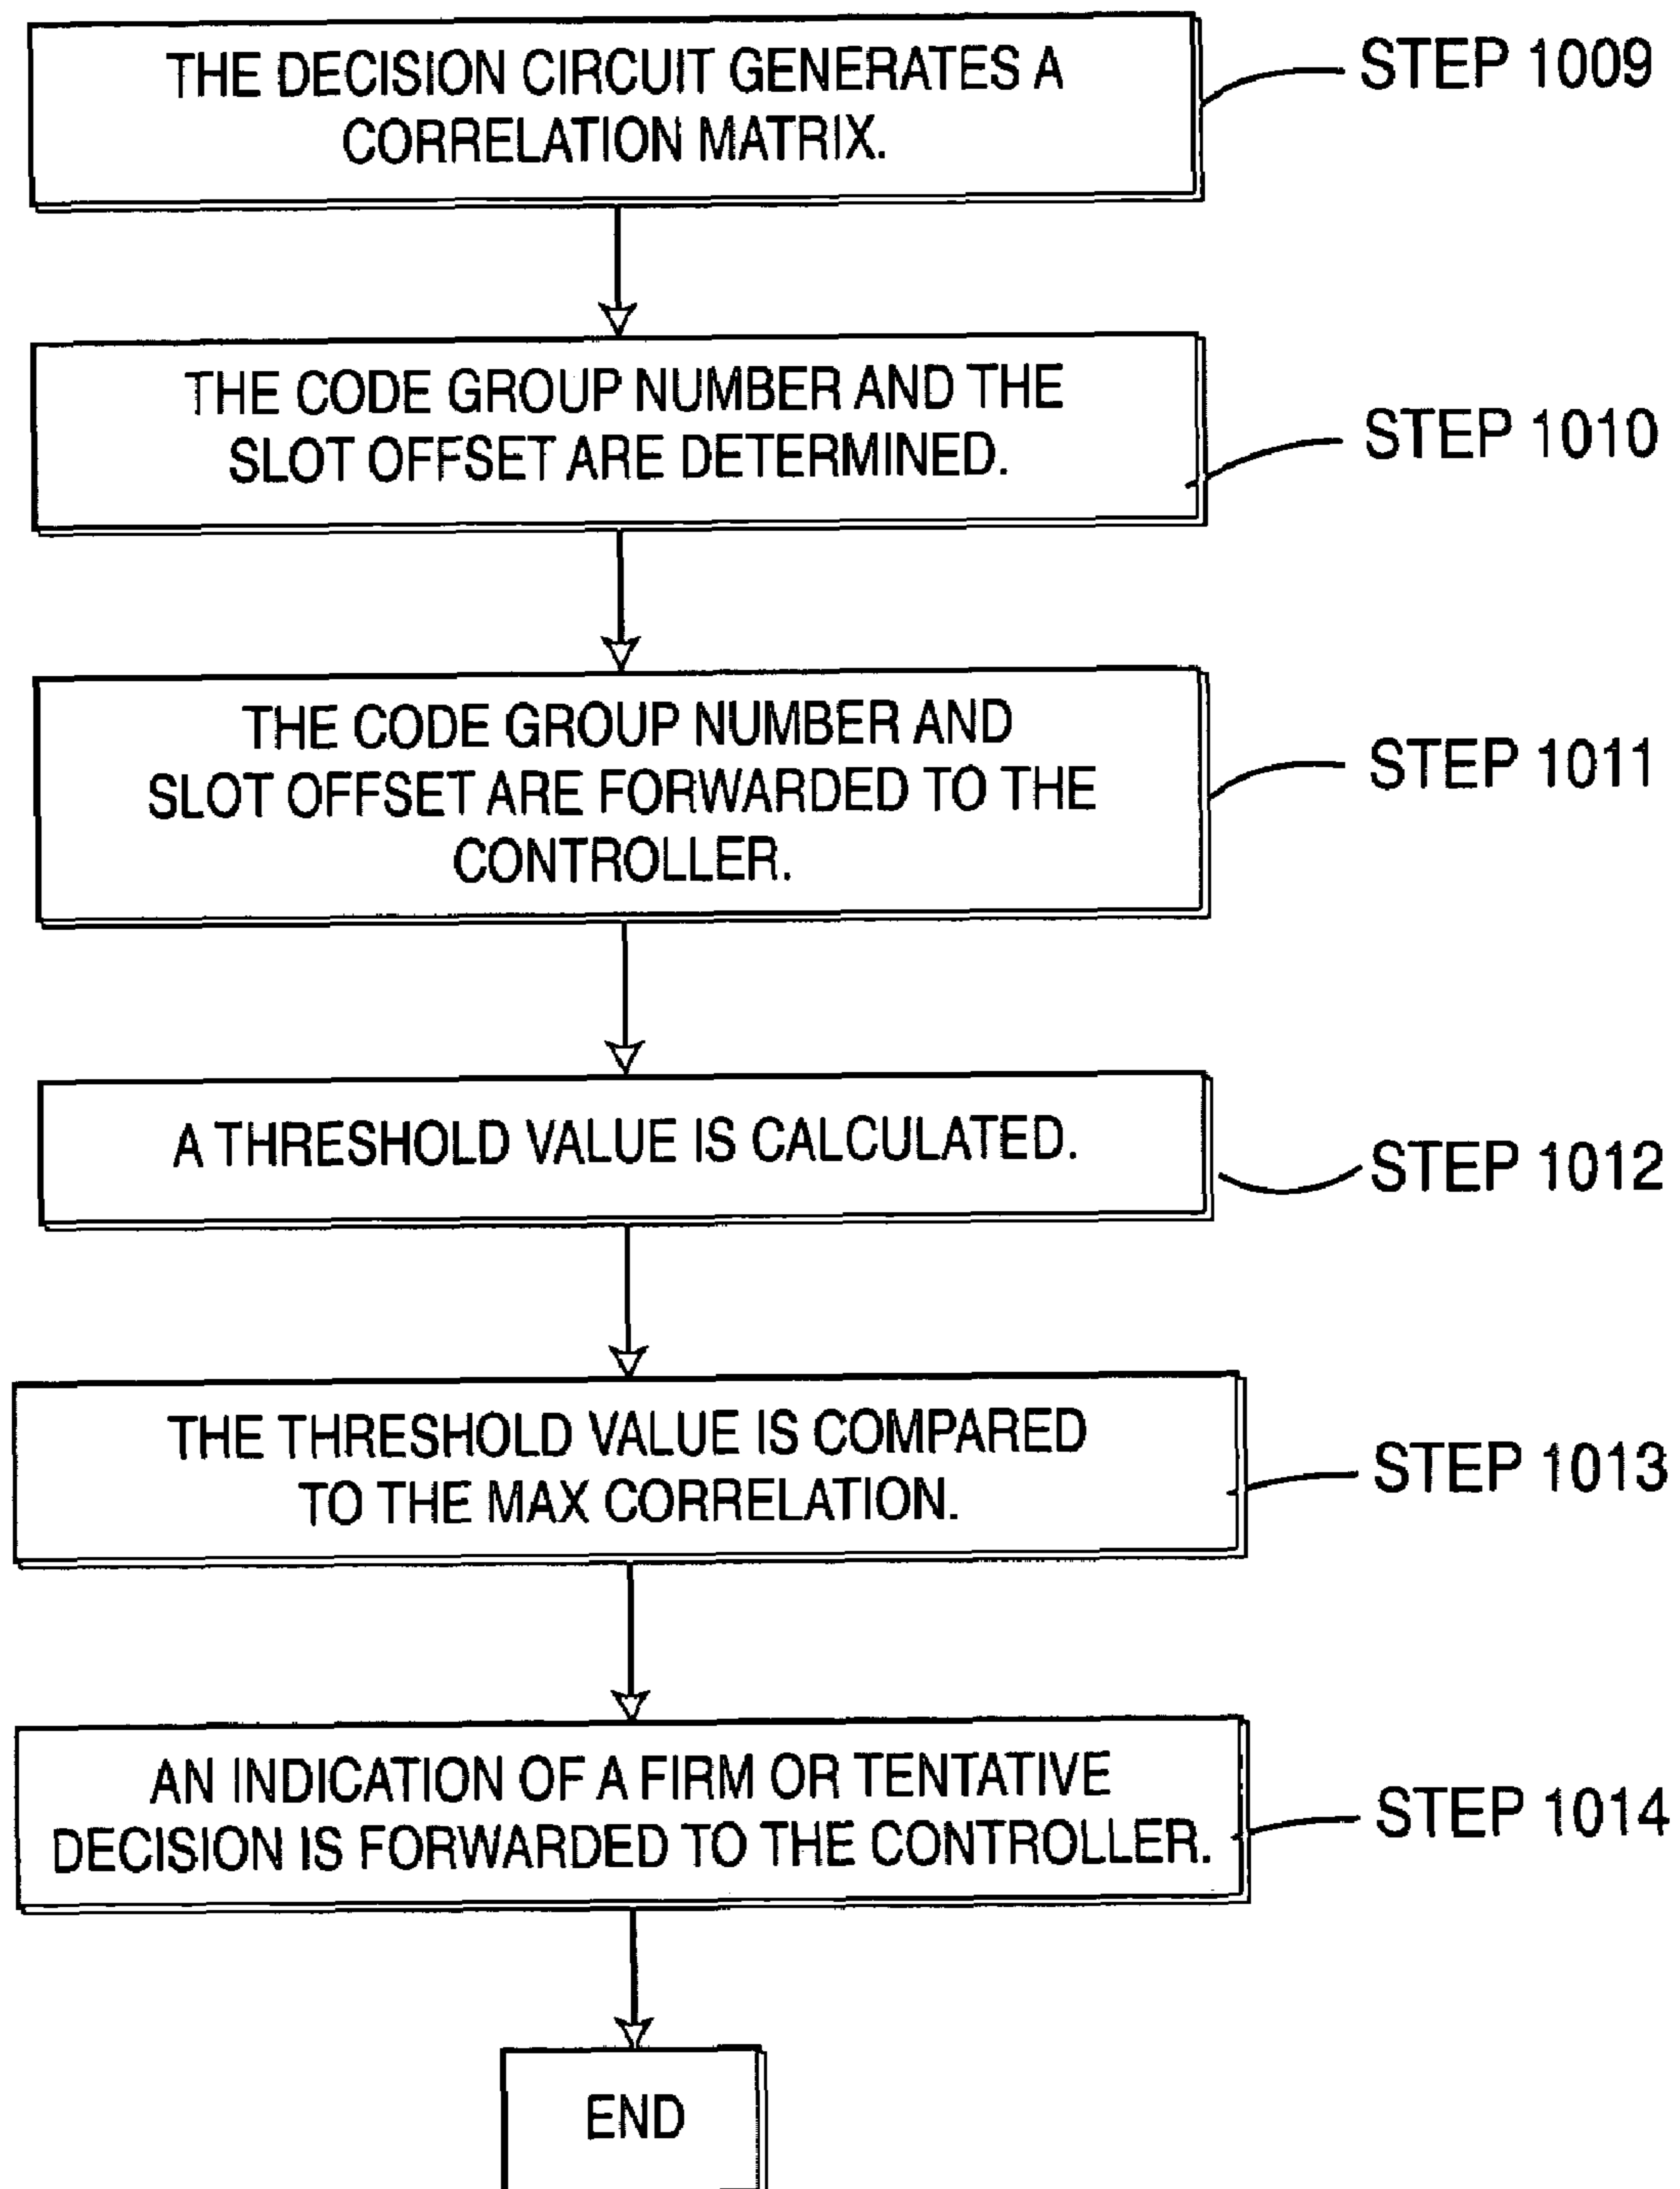 THE DECISION CIRCUIT GENERATES A
CORRELATION MATRIX.
STEP 1009
THE CODE GROUP NUMBER AND THE
SLOT OFFSET ARE DETERMINED.
STEP 1010
THE CODE GROUP NUMBER AND
SLOT OFFSET ARE FORWARDED TO THE
CONTROLLER.
STEP 1011
A THRESHOLD VALUE IS CALCULATED.
STEP 1012
THE THRESHOLD VALUE IS COMPARED
TO THE MAX CORRELATION.
STEP 1013
AN INDICATION OF A FIRM OR TENTATIVE
DECISION IS FORWARDED TO THE CONTROLLER.
STEP 1014
END